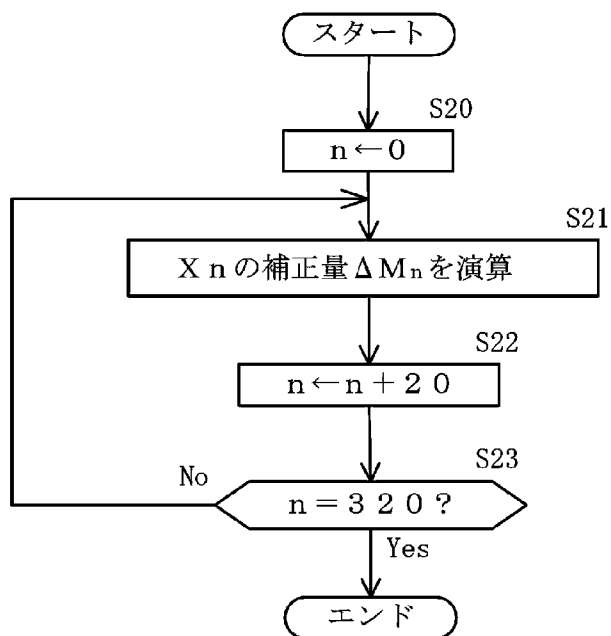 スタート
S20
n←0
S21
Xnの補正量ΔMnを演算
S22
n←n+20
S23
No
n=320?
Yes
エンド